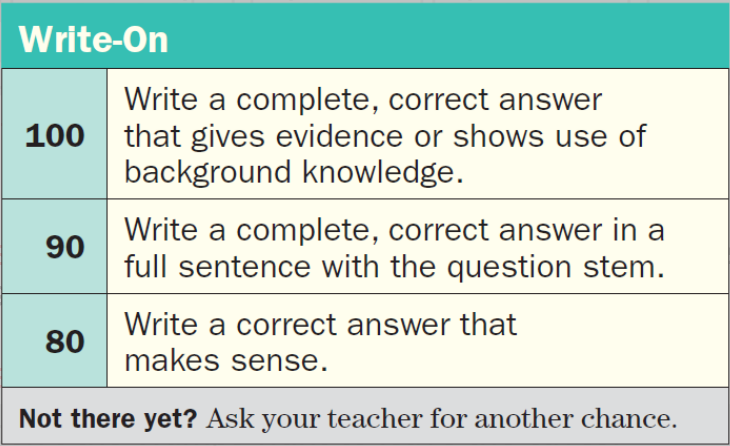 Write-On
100
Write a complete, correct answer
that gives evidence or shows use of
background knowledge.
90
Write a complete, correct answer in a
full sentence with the question stem.
80
Write a correct answer that
makes sense.
Not there yet? Ask your teacher for another chance.